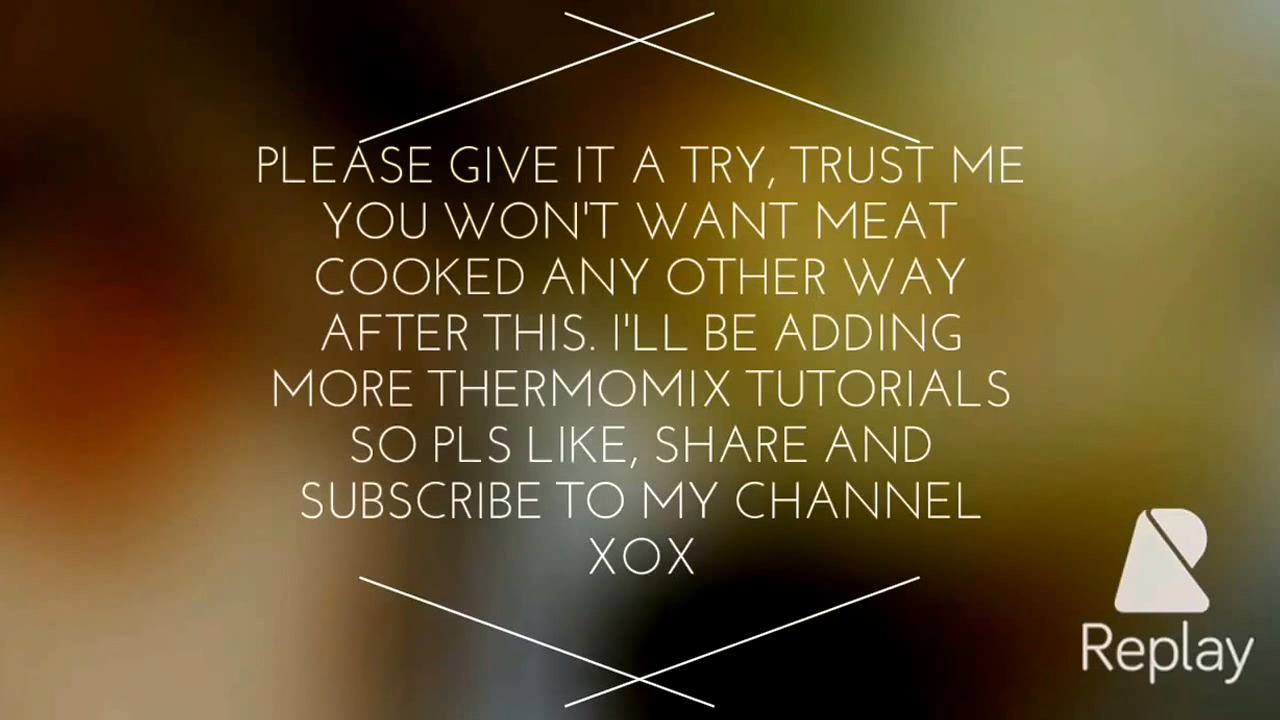 PLEASE GIVE IT A TRY, TRUST ME
YOU WON'T WANT MEAT
COOKED ANY OTHER WAY
AFTER THIS. I'LL BE ADDING
MORE THERMOMIX TUTORIALS
SO PLS LIKE, SHARE AND
SUBSCRIBE TO MY CHANNEL
XOX
Replay